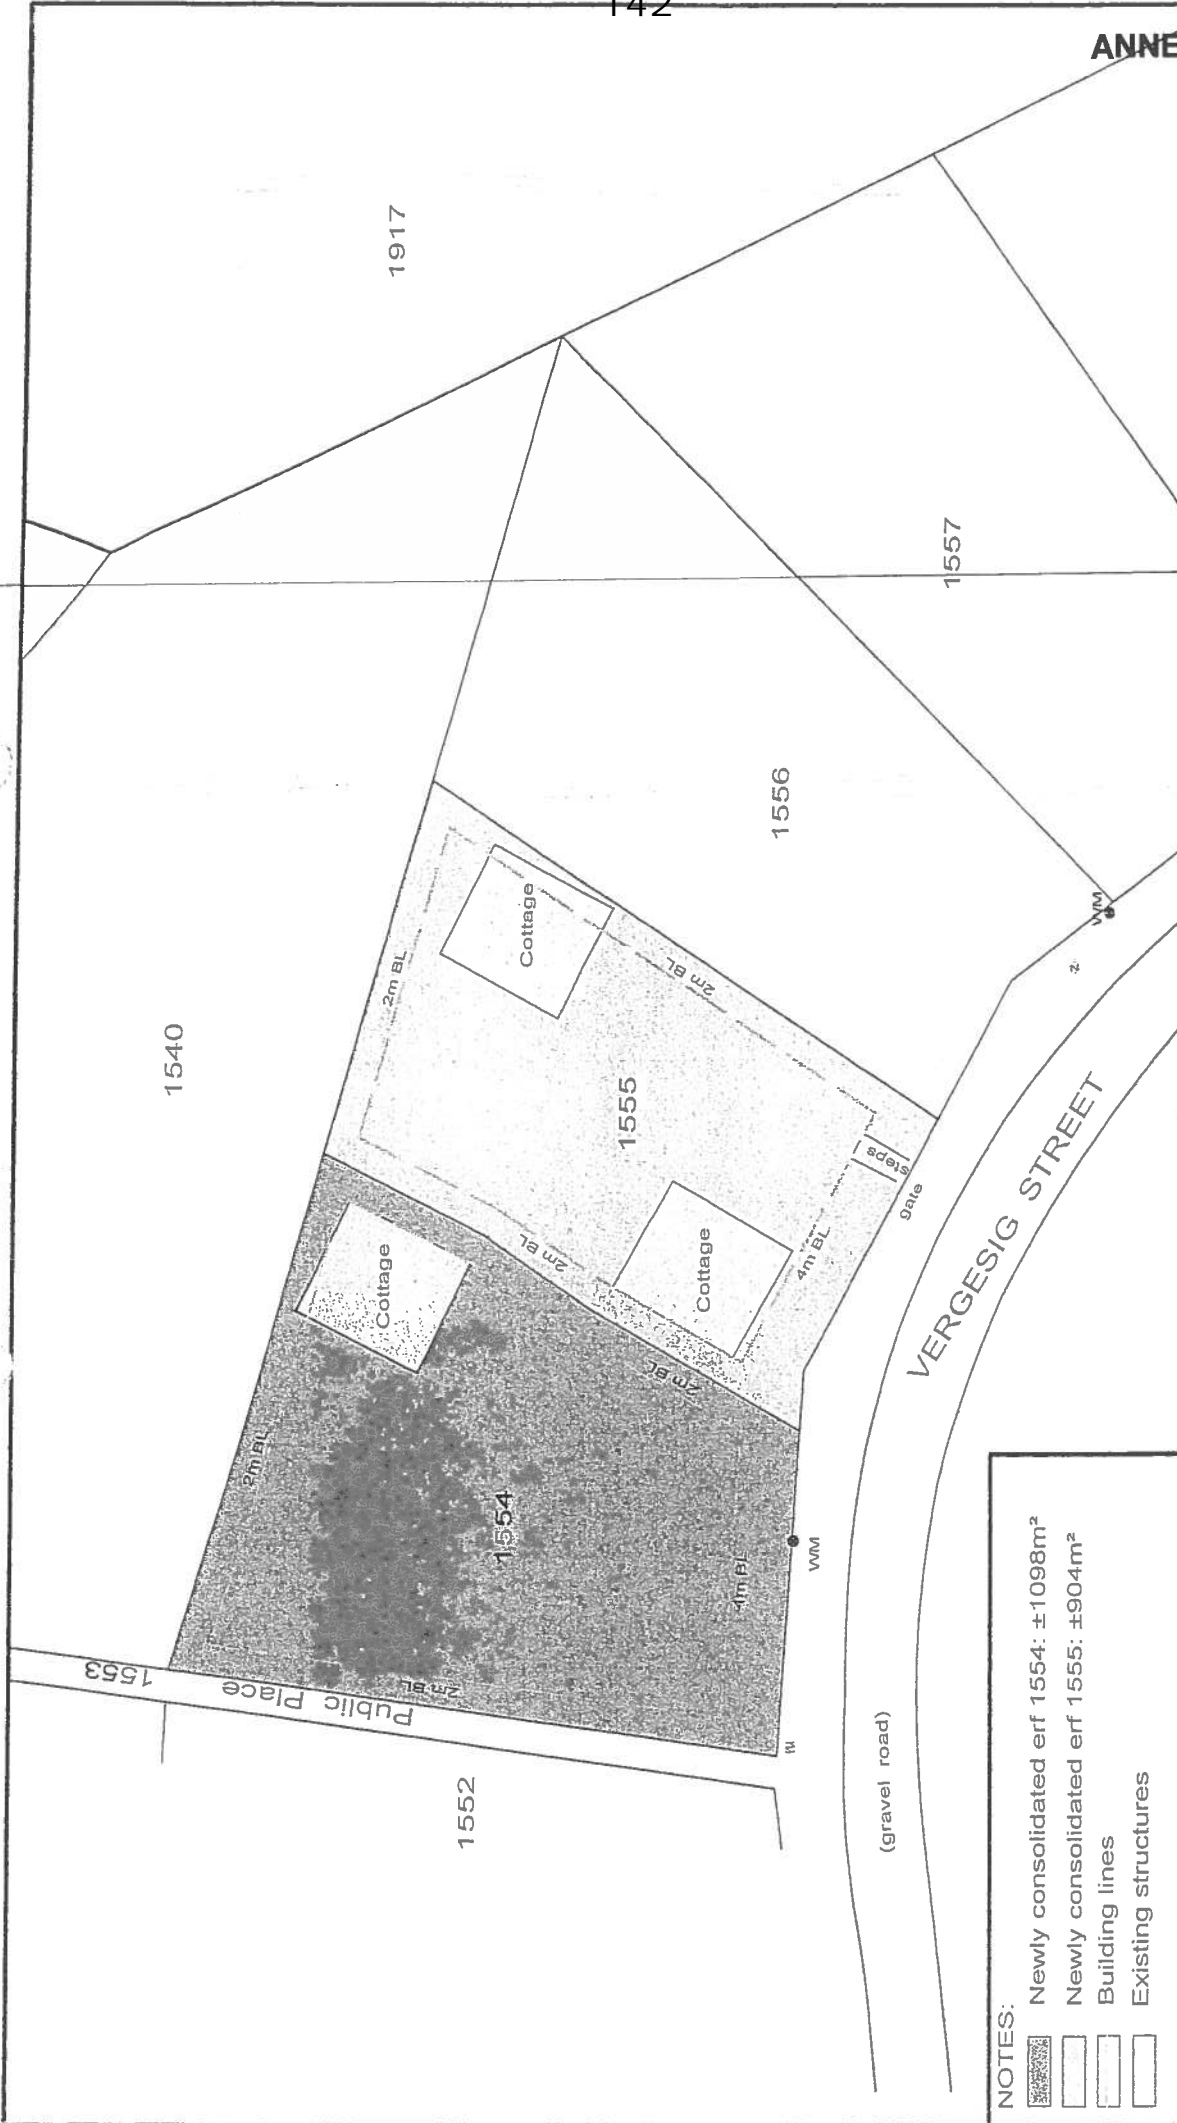 142
ANNE
1917
1557
1556
1540
Cottage
2m BL
2m BL
1555
steps
gate
VERGESIG STREET
Cottage
4m BL
2m BL
Cottage
2m BL
2m BL
1554
4m BL
WM
WM
2m BL
1553
Public Place
1552
(gravel road)
NOTES:
Newly consolidated erf 1554: ±1098m²
Newly consolidated erf 1555: ±904m²
Building lines
Existing structures